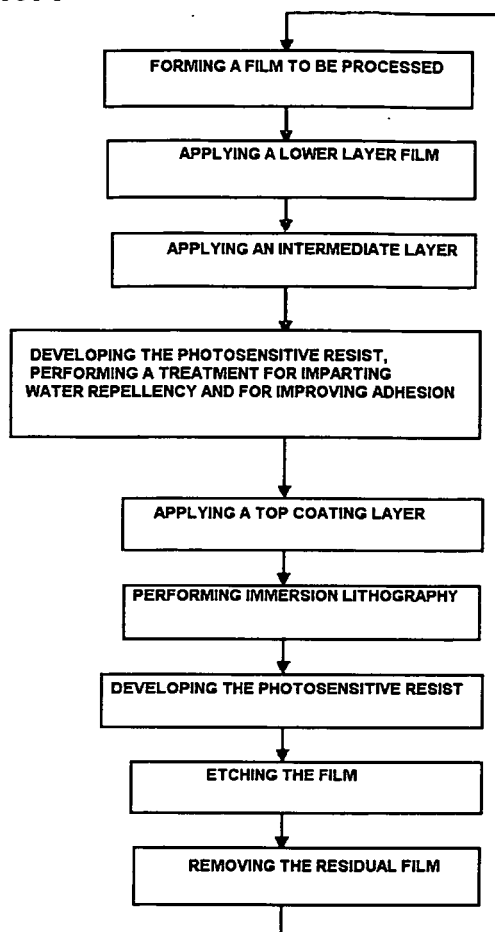 FORMING A FILM TO BE PROCESSED
APPLYING A LOWER LAYER FILM
APPLYING AN INTERMEDIATE LAYER
DEVELOPING THE PHOTOSENSITIVE RESIST,
PERFORMING A TREATMENT FOR IMPARTING
WATER REPELLENCY AND FOR IMPROVING ADHESION
APPLYING A TOP COATING LAYER
PERFORMING IMMERSION LITHOGRAPHY
DEVELOPING THE PHOTOSENSITIVE RESIST
ETCHING THE FILM
REMOVING THE RESIDUAL FILM